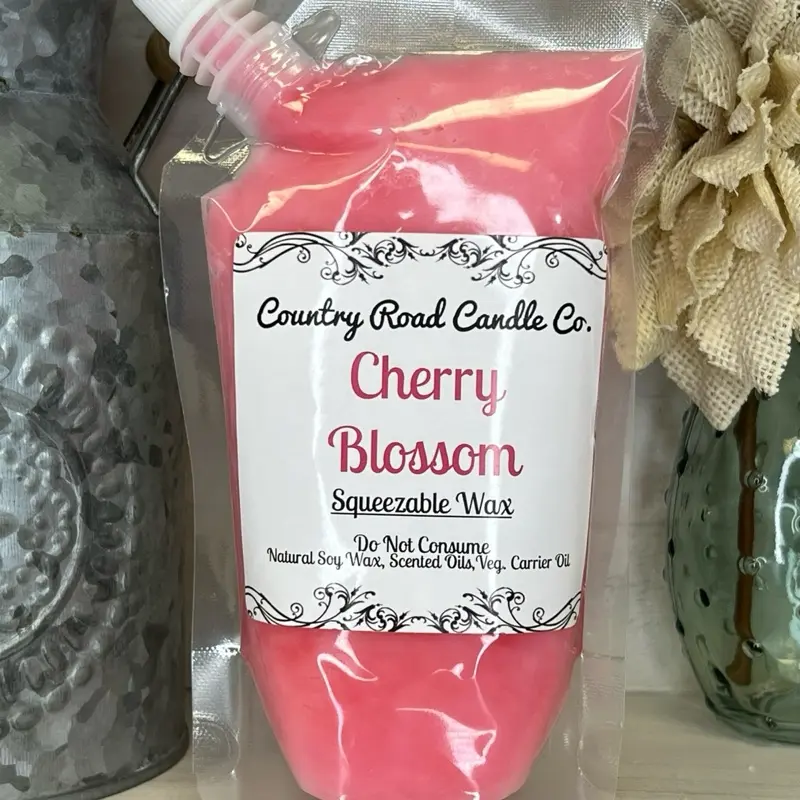 Country Road Candle Co.
Cherry
Blossom
Squeezable Wax
Do Not Consume
Natural Soy Wax, Scented Oils,Veg. Carrier Oil